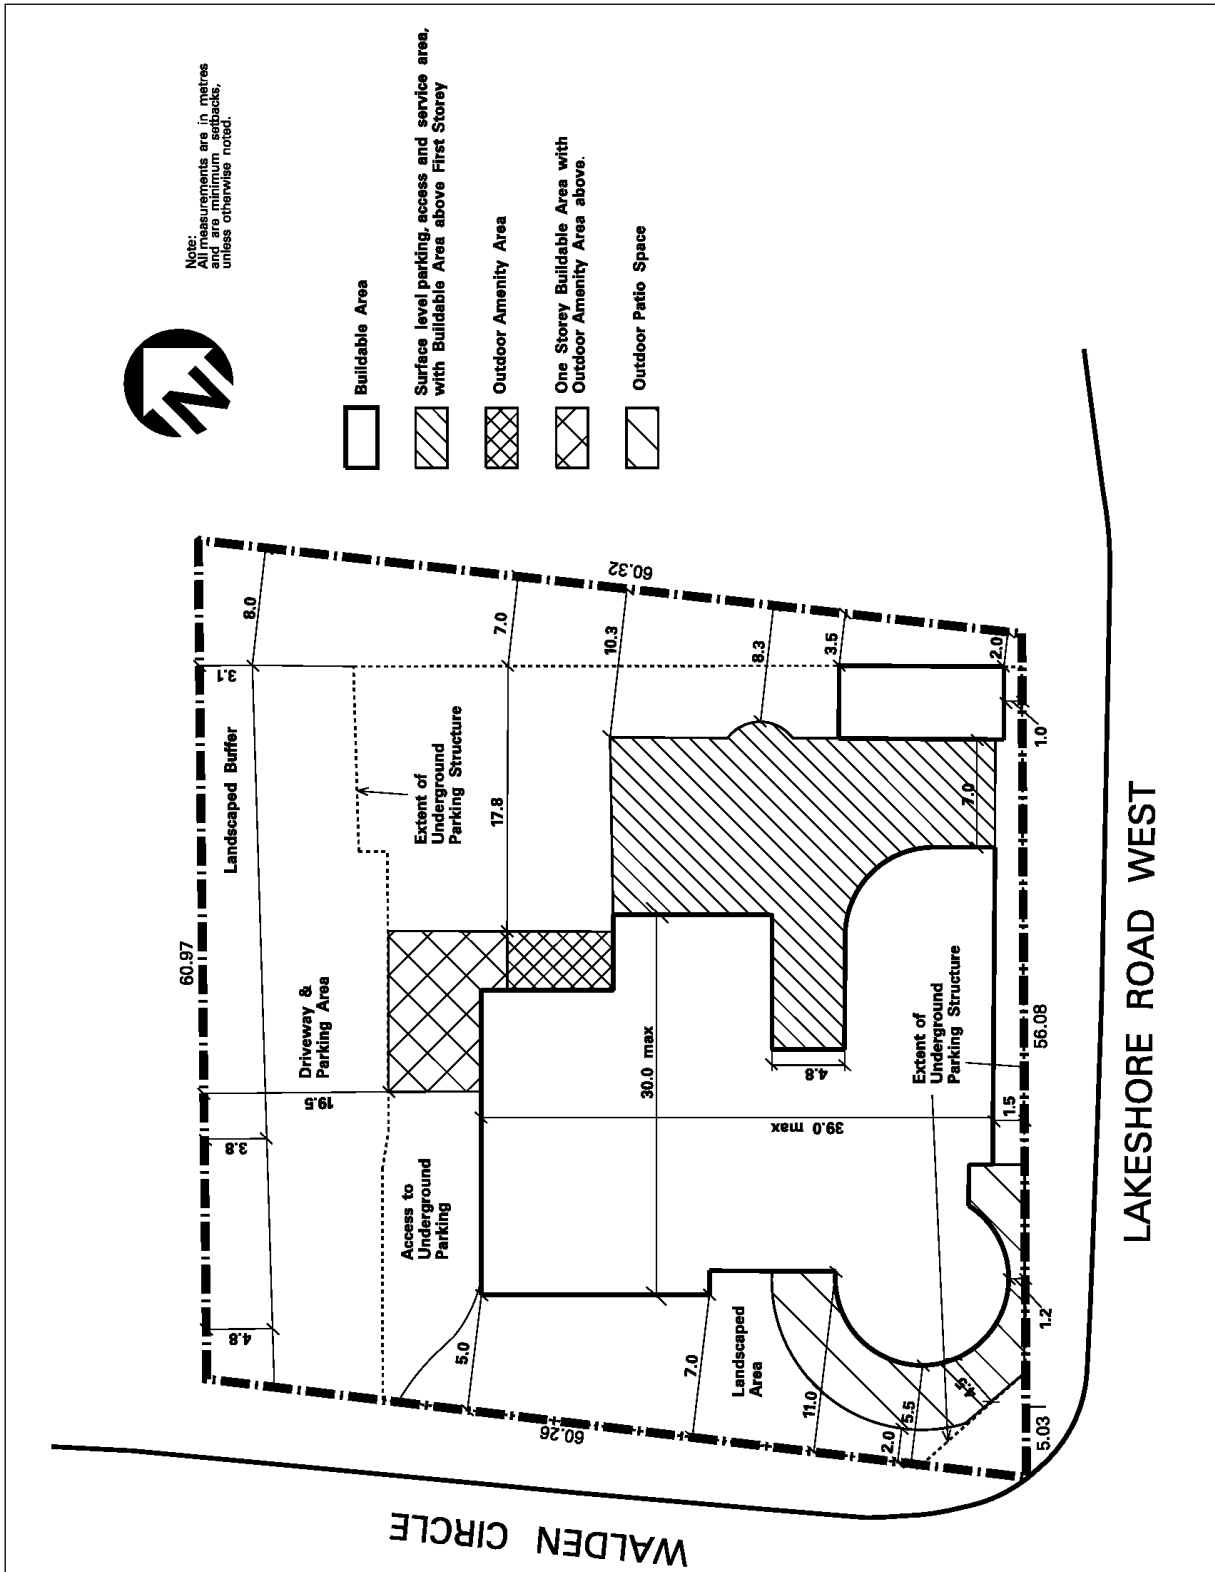 Note:
All measurements are in metres
and are minimum setbacks,
unless otherwise noted.
N
Buildable Area
Surface level parking, access and service area,
with Buildable Area above First Storey
Outdoor Amenity Area
One Storey Buildable Area with
Outdoor Amenity Area above.
Outdoor Patio Space
60.97
60.32
8.0
3.1
Landscaped Buffer
7.0
10.3
8.3
3.5
2.0
1.0
Extent of
Underground
Parking Structure
17.8
7.0
Driveway &
Parking Area
19.5
3.8
4.8
30.0 max
4.8
39.0 max
Extent of
Underground
Parking Structure
56.08
1.5
Access to
Underground
Parking
5.0
7.0
Landscaped
Area
11.0
5.5
2.0
4.5
1.2
5.03
60.26
WALDEN CIRCLE
LAKESHORE ROAD WEST